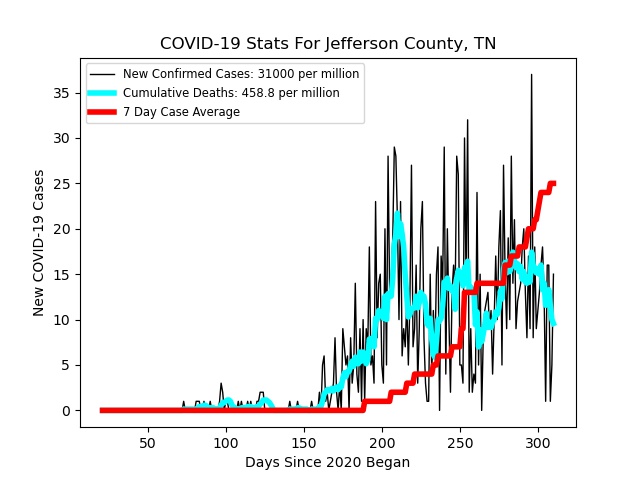 COVID-19 Stats For Jefferson County, TN
New Confirmed Cases: 31000 per million
Cumulative Deaths: 458.8 per million
7 Day Case Average
New COVID-19 Cases
35
30
25
20
15
10
5
0
50 100 150 200 250 300
Days Since 2020 Began